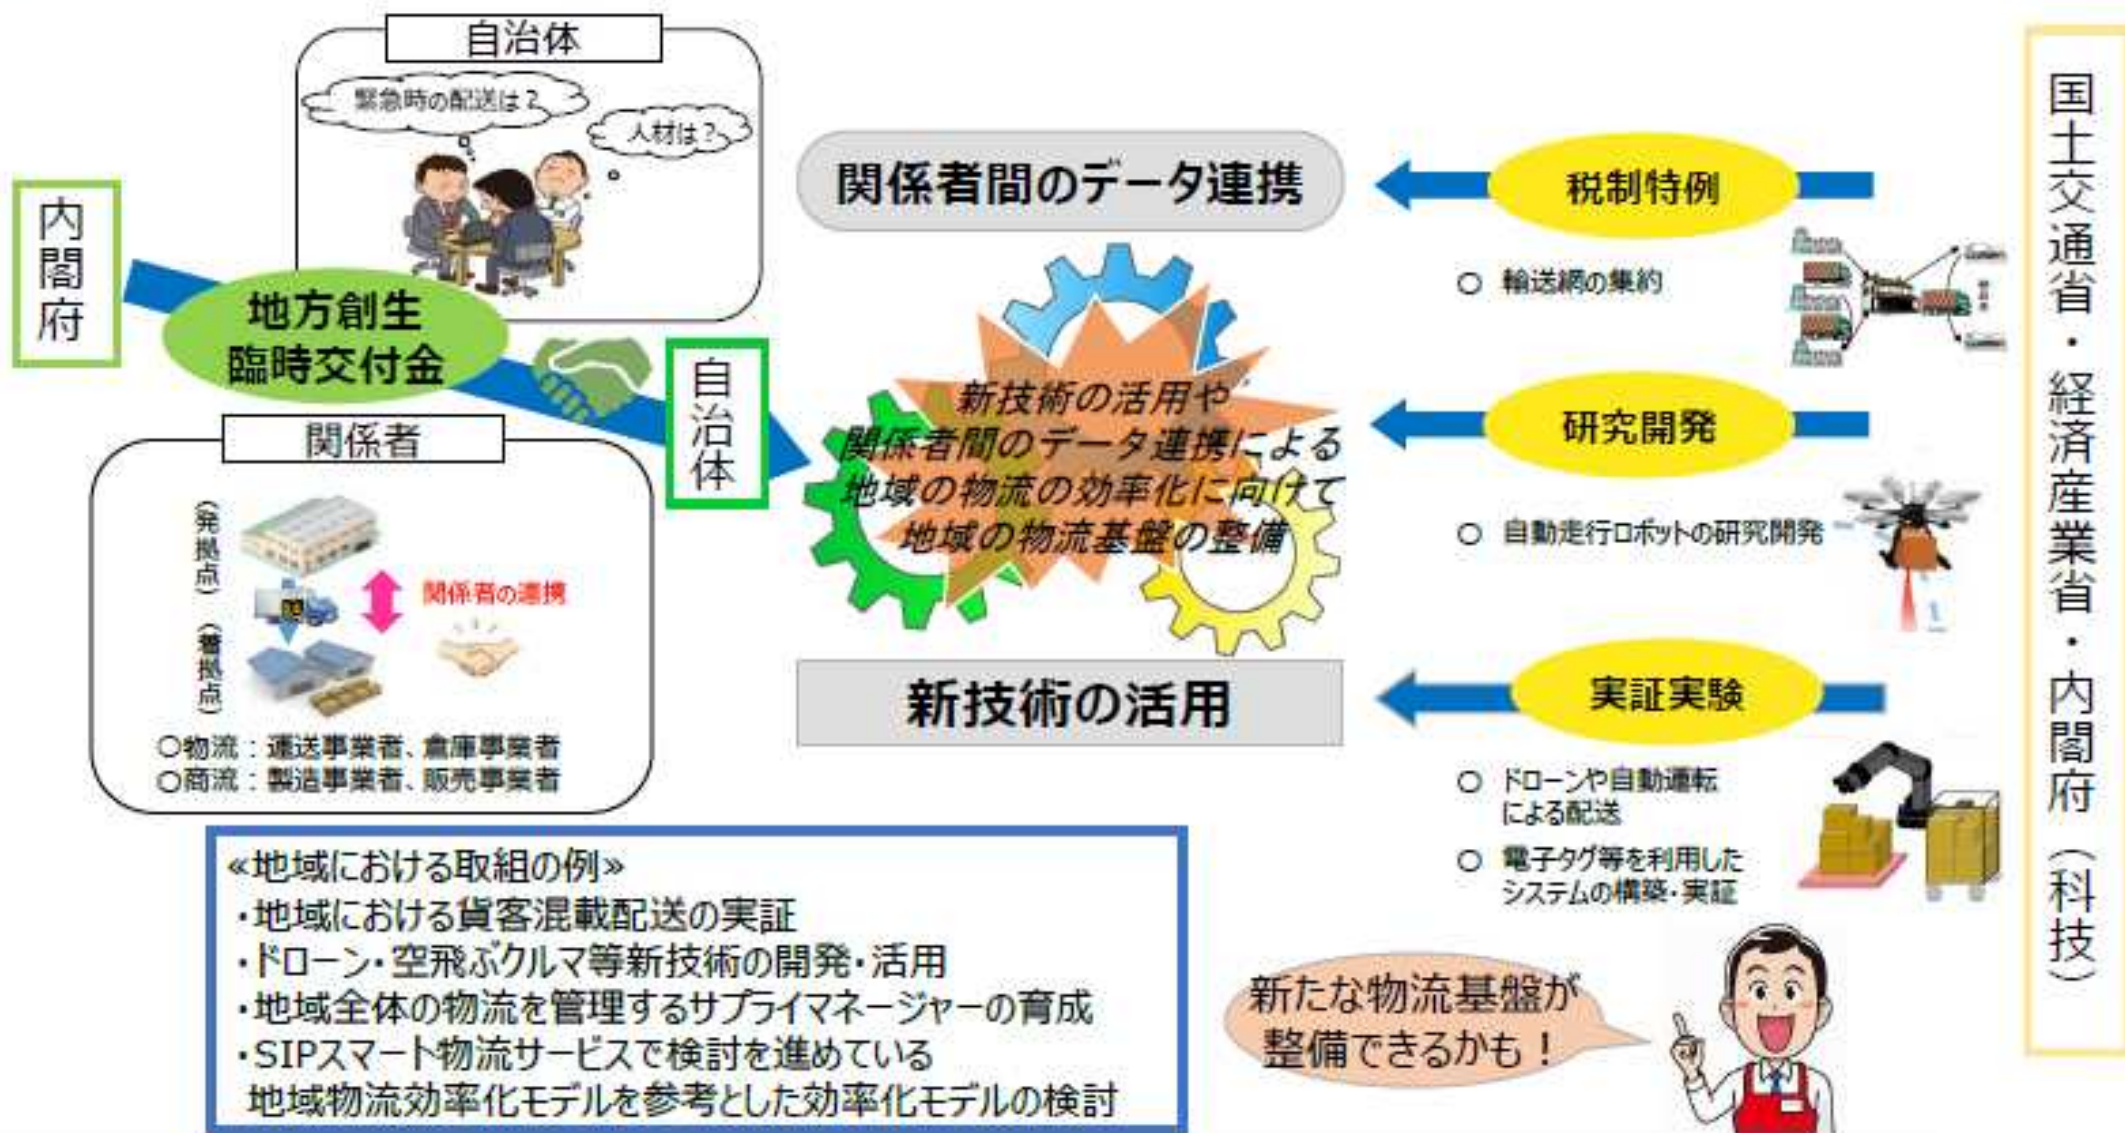 自治体
緊急時の配送は？
人材は？
内閣府
地方創生
臨時交付金
自治体
関係者
（発拠点）
（着拠点）
関係者の連携
○物流：運送事業者、倉庫事業者
○商流：製造事業者、販売事業者
関係者間のデータ連携
新技術の活用や
関係者間のデータ連携による
地域の物流の効率化に向けて
地域の物流基盤の整備
新技術の活用
税制特例
○ 輸送網の集約
研究開発
○ 自動走行ロボットの研究開発
実証実験
○ ドローンや自動運転
による配送
○ 電子タグ等を利用した
システムの構築・実証
国土交通省・経済産業省・内閣府（科技）
≪地域における取組の例≫
・地域における貨客混載配送の実証
・ドローン・空飛ぶクルマ等新技術の開発・活用
・地域全体の物流を管理するサプライマネージャーの育成
・SIPスマート物流サービスで検討を進めている
地域物流効率化モデルを参考とした効率化モデルの検討
新たな物流基盤が
整備できるかも！